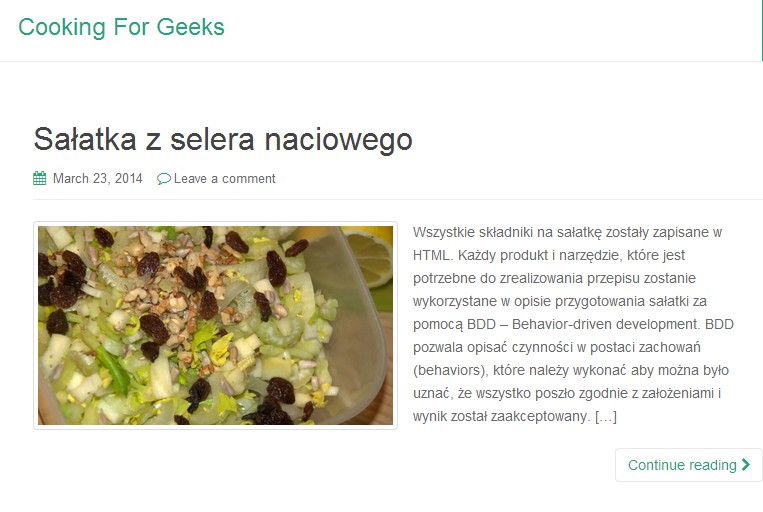 Cooking For Geeks
Sałatka z selera naciowego
March 23, 2014 Leave a comment
Wszystkie składniki na sałatkę zostały zapisane w
HTML. Każdy produkt i narzędzie, które jest
potrzebne do zrealizowania przepisu zostanie
wykorzystane w opisie przygotowania sałatki za
pomocą BDD – Behavior-driven development. BDD
pozwala opisać czynności w postaci zachowań
(behaviors), które należy wykonać aby można było
uznać, że wszystko poszło zgodnie z założeniami i
wynik został zaakceptowany. […]
Continue reading